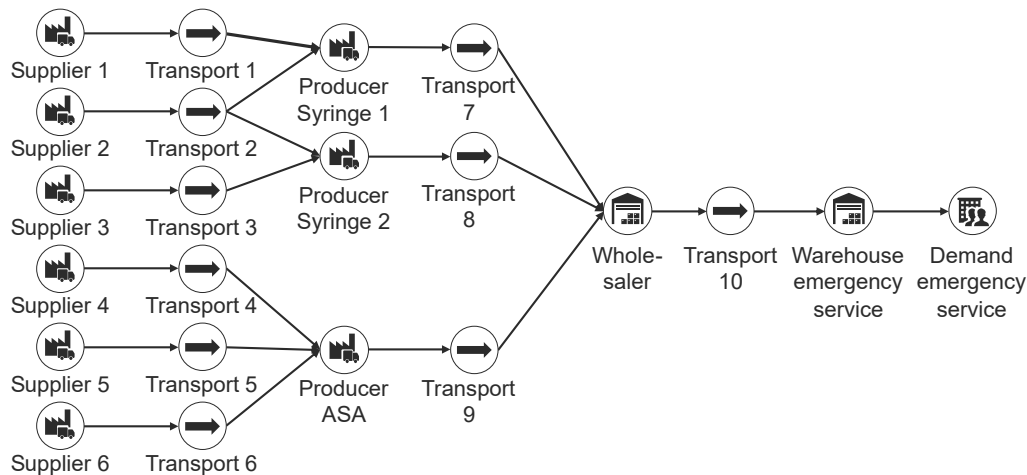 Supplier 1
Transport 1
Producer
Syringe 1
Transport
7
Supplier 2
Transport 2
Supplier 3
Transport 3
Producer
Syringe 2
Transport
8
Whole-
saler
Transport
10
Warehouse
emergency
service
Demand
emergency
service
Supplier 4
Transport 4
Supplier 5
Transport 5
Producer
ASA
Transport
9
Supplier 6
Transport 6